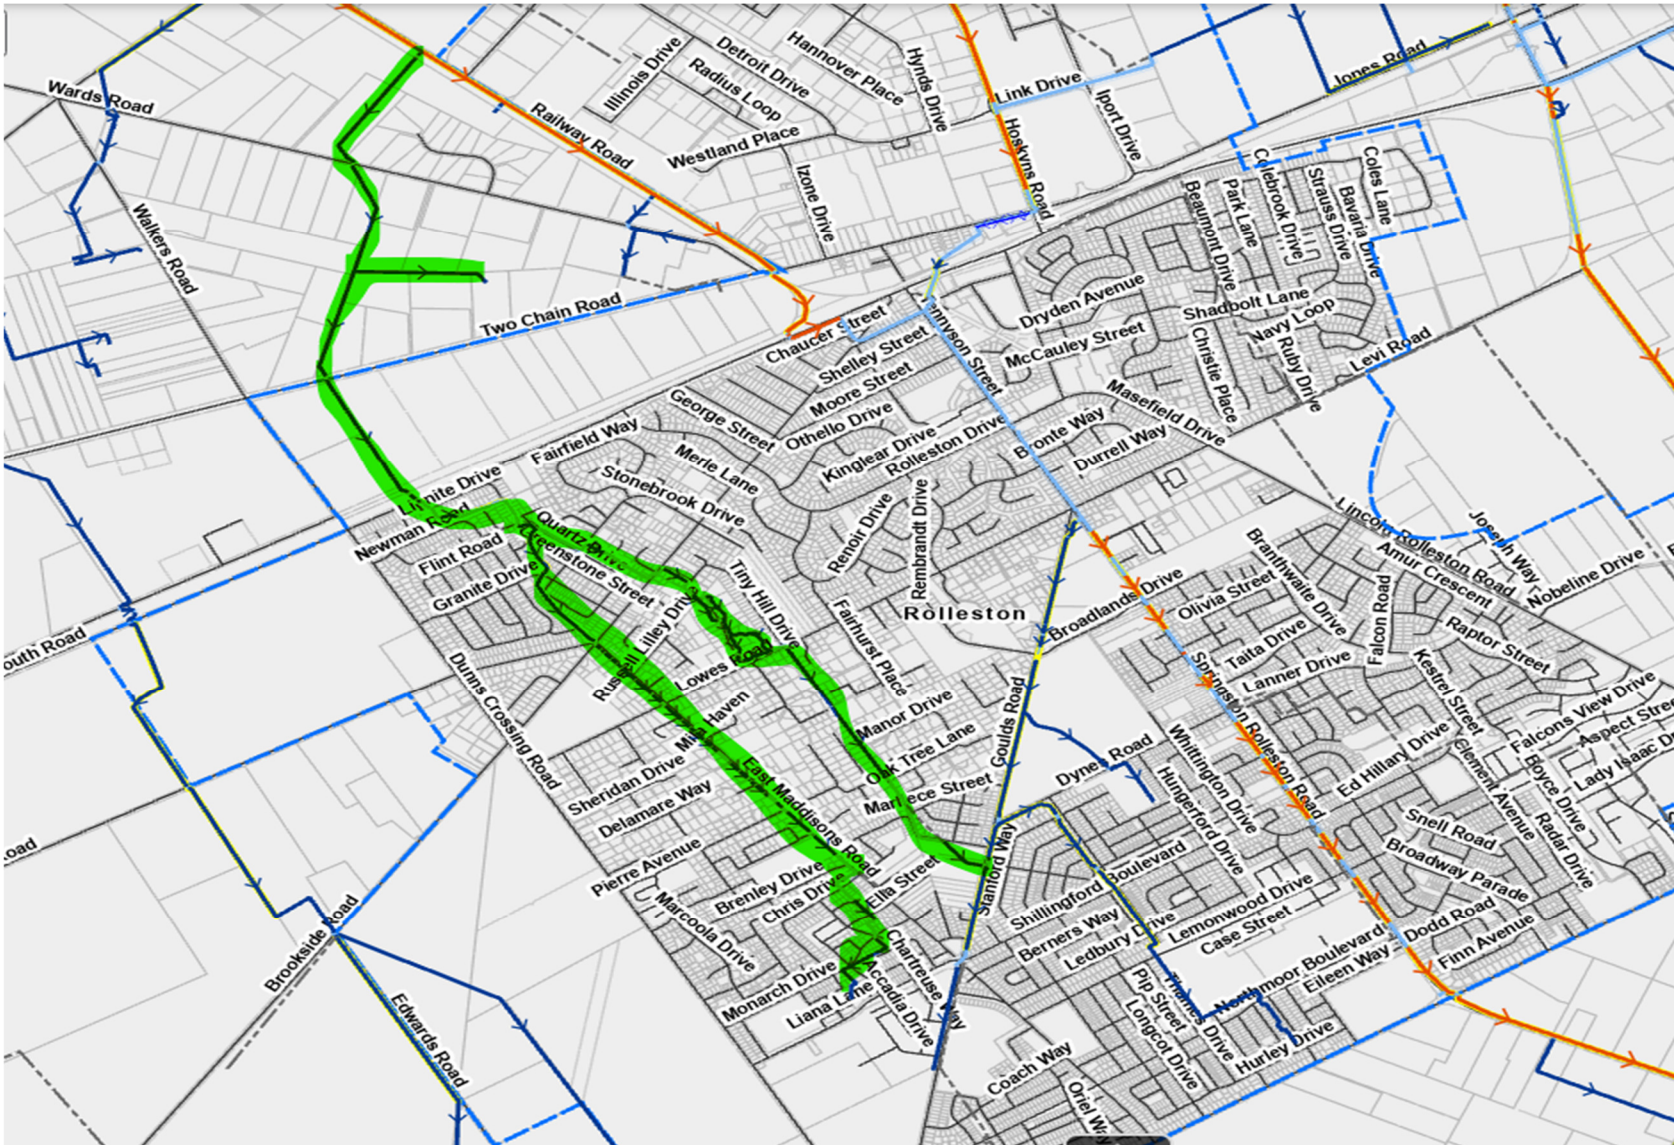 Illinois Drive
Detroit Drive
Hannover Place
Radius Loop
Hynds Drive
Link Drive
Iport Drive
Jones Road
Wards Road
Railway Road
Westland Place
Hoskyns Road
Izone Drive
Walkers Road
Beaumont Drive
Park Lane
Colebrook Drive
Strauss Drive
Bavaria Drive
Coles Lane
Two Chain Road
Chaucer Street
Tennyson Street
Dryden Avenue
Shadbolt Lane
Navy Loop
Shelley Street
McCauley Street
Christie Place
Ruby Drive
Levi Road
Moore Street
George Street
Othello Drive
Masefield Drive
Fairfield Way
Merle Lane
Kinglear Drive
Rolleston Drive
Bronte Way
Durrell Way
Stonebrook Drive
Newman Road
Flint Road
Quartz Drive
Greenstone Street
Granite Drive
Renoir Drive
Rembrandt Drive
Lincoln Rolleston Road
Joseph Way
Amur Crescent
Nobeline Drive
Branthwaite Drive
Tiny Hill Drive
Fairhurst Place
Rolleston
Broadlands Drive
Olivia Street
Falcon Road
Raptor Street
Taita Drive
Lanner Drive
Kestrel Street
outh Road
Russell Lilley Drive
Lowes Road
Dunns Crossing Road
Haven
Manor Drive
Goulds Road
Springston Rolleston Road
Falcons View Drive
Aspect Stree
Lady Isaac Dr
Oak Tree Lane
Dynes Road
Whittington Drive
Ed Hillary Drive
Clement Avenue
Boyce Drive
Radar Drive
Sheridan Drive
Delamare Way
East Maddisons Road
Hungerford Drive
Snell Road
Broadway Parade
oad
Pierre Avenue
Brenley Drive
Chris Drive
Ella Street
Stanford Way
Shillingford Boulevard
Lemonwood Drive
Case Street
Dodd Road
Finn Avenue
Marcoola Drive
Berners Way
Ledbury Drive
Northmoor Boulevard
Eileen Way
Brookside Road
Monarch Drive
Liana Lane
Accadia Drive
Chartreuse Way
Pip Street
Longcot Drive
Thames Drive
Hurley Drive
Edwards Road
Coach Way
Oriel Way